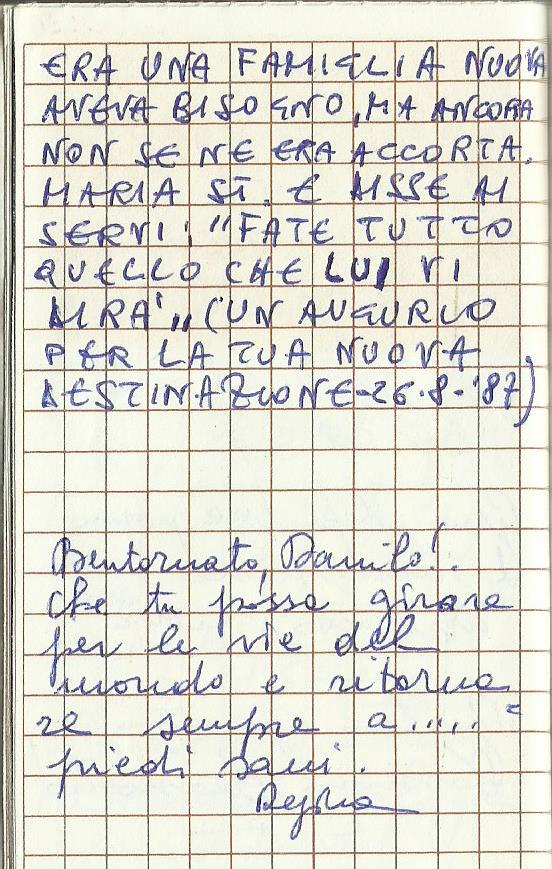 ERA UNA FAMIGLIA NUOVA
AVEVA BISOGNO, MA ANCORA
NON SE NE ERA ACCORTA.
MARIA SÌ. E DISSE AI
SERVI: "FATE TUTTO
QUELLO CHE LUI VI
DIRA'" (UN AUGURIO
PER LA TUA NUOVA
DESTINAZIONE-26.8-'87)
Bentornato, Danilo!.
che tu possa girare
per le vie del
mondo e ritorna
re sempre a..... =
piedi sani.